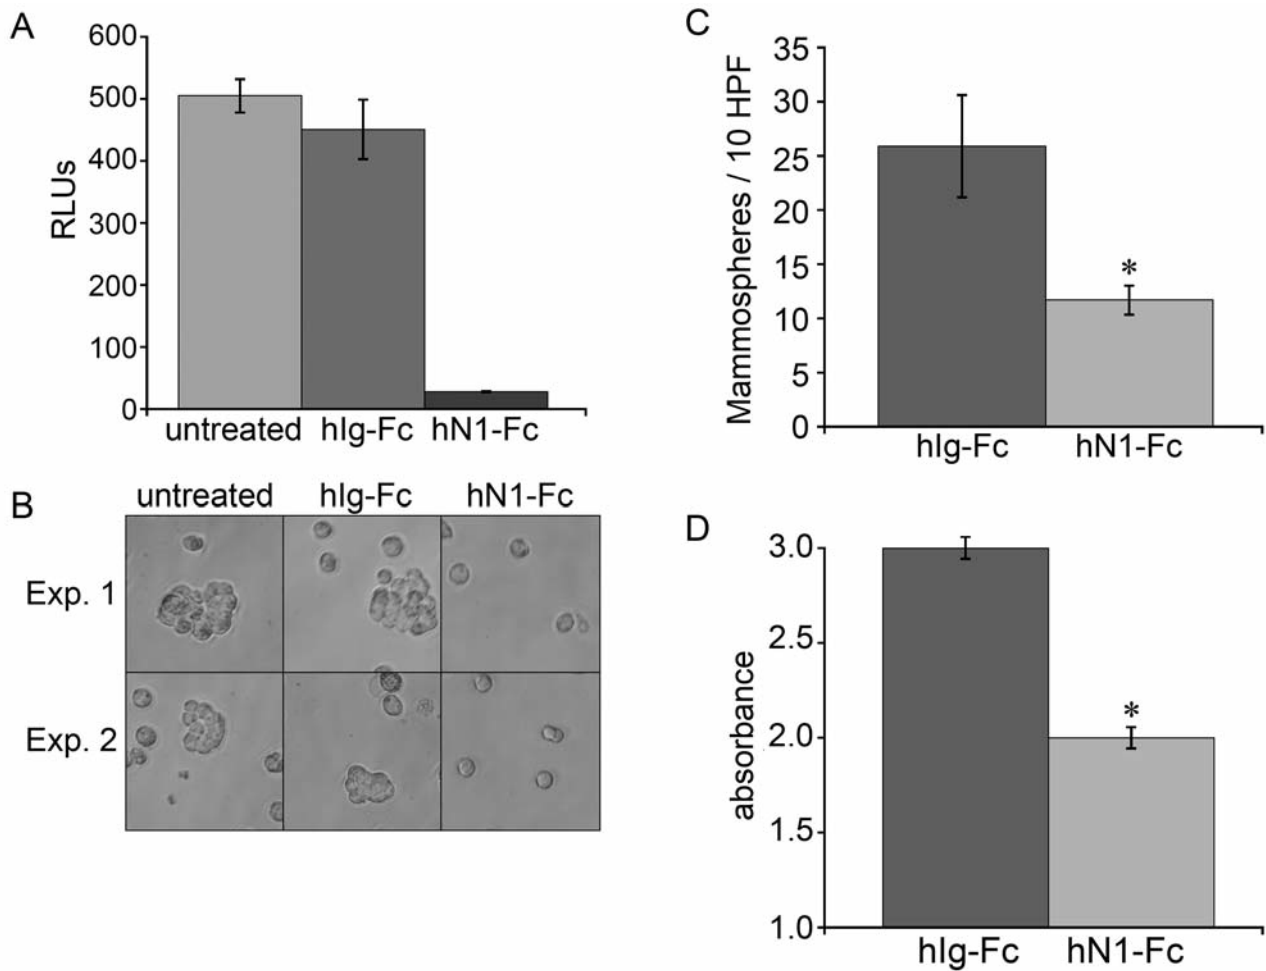 A
600
500
400
300
200
100
0
RLUs
untreated hIg-Fc hN1-Fc
B
untreated hIg-Fc hN1-Fc
Exp. 1
Exp. 2
C
35
30
25
20
15
10
5
0
Mammospheres / 10 HPF
*
hIg-Fc hN1-Fc
D
3.0
2.5
2.0
1.5
1.0
absorbance
*
hIg-Fc hN1-Fc